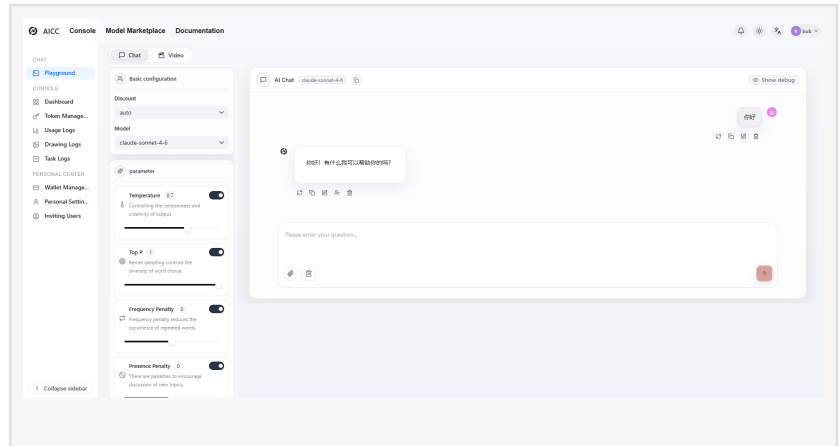 AICC Console Model Marketplace Documentation
bub
Chat Video
CHAT
Playground
CONSOLE
Dashboard
Token Manage...
Usage Logs
Drawing Logs
Task Logs
PERSONAL CENTER
Wallet Manage...
Personal Settin...
Inviting Users
Collapse sidebar
Basic configuration
Discount
auto
Model
claude-sonnet-4-6
parameter
Temperature 0.7
Controlling the randomness and
creativity of output
Top P 1
Kernel sampling controls the
diversity of word choice.
Frequency Penalty 0
Frequency penalty reduces the
occurrence of repeated words.
Presence Penalty 0
There are penalties to encourage
discussion of new topics.
AI Chat claude-sonnet-4-6
Show debug
你好
你好！有什么我可以帮助你的吗？
Please enter your question...